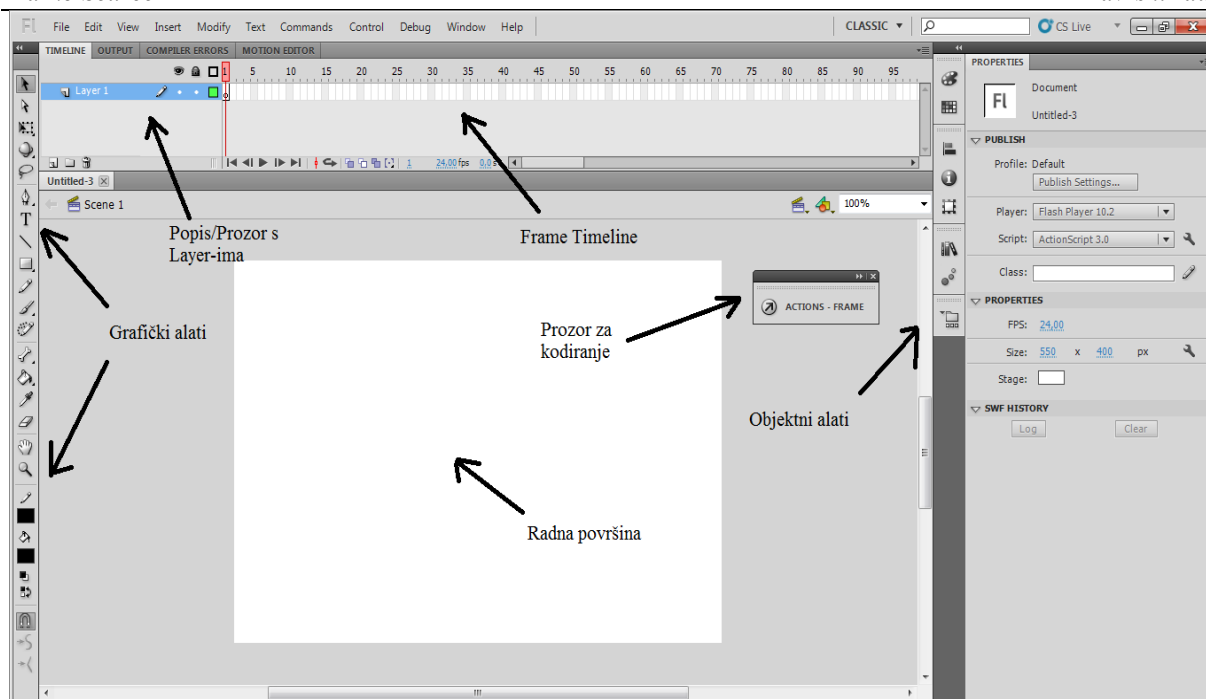 Fl File Edit View Insert Modify Text Commands Control Debug Window Help CLASSIC CS Live
TIMELINE OUTPUT COMPILER ERRORS MOTION EDITOR
1 5 10 15 20 25 30 35 40 45 50 55 60 65 70 75 80 85 90 95
Layer 1
1 24,00 fps 0,0 s
Untitled-3
Scene 1 100%
Popis/Prozor s
Layer-ima
Frame Timeline
ACTIONS - FRAME
Grafički alati
Prozor za
kodiranje
Objektni alati
Radna površina
T
PROPERTIES
Fl
Document
Untitled-3
PUBLISH
Profile: Default
Publish Settings...
Player: Flash Player 10.2
Script: ActionScript 3.0
Class:
PROPERTIES
FPS: 24,00
Size: 550 x 400 px
Stage:
SWF HISTORY
Log Clear